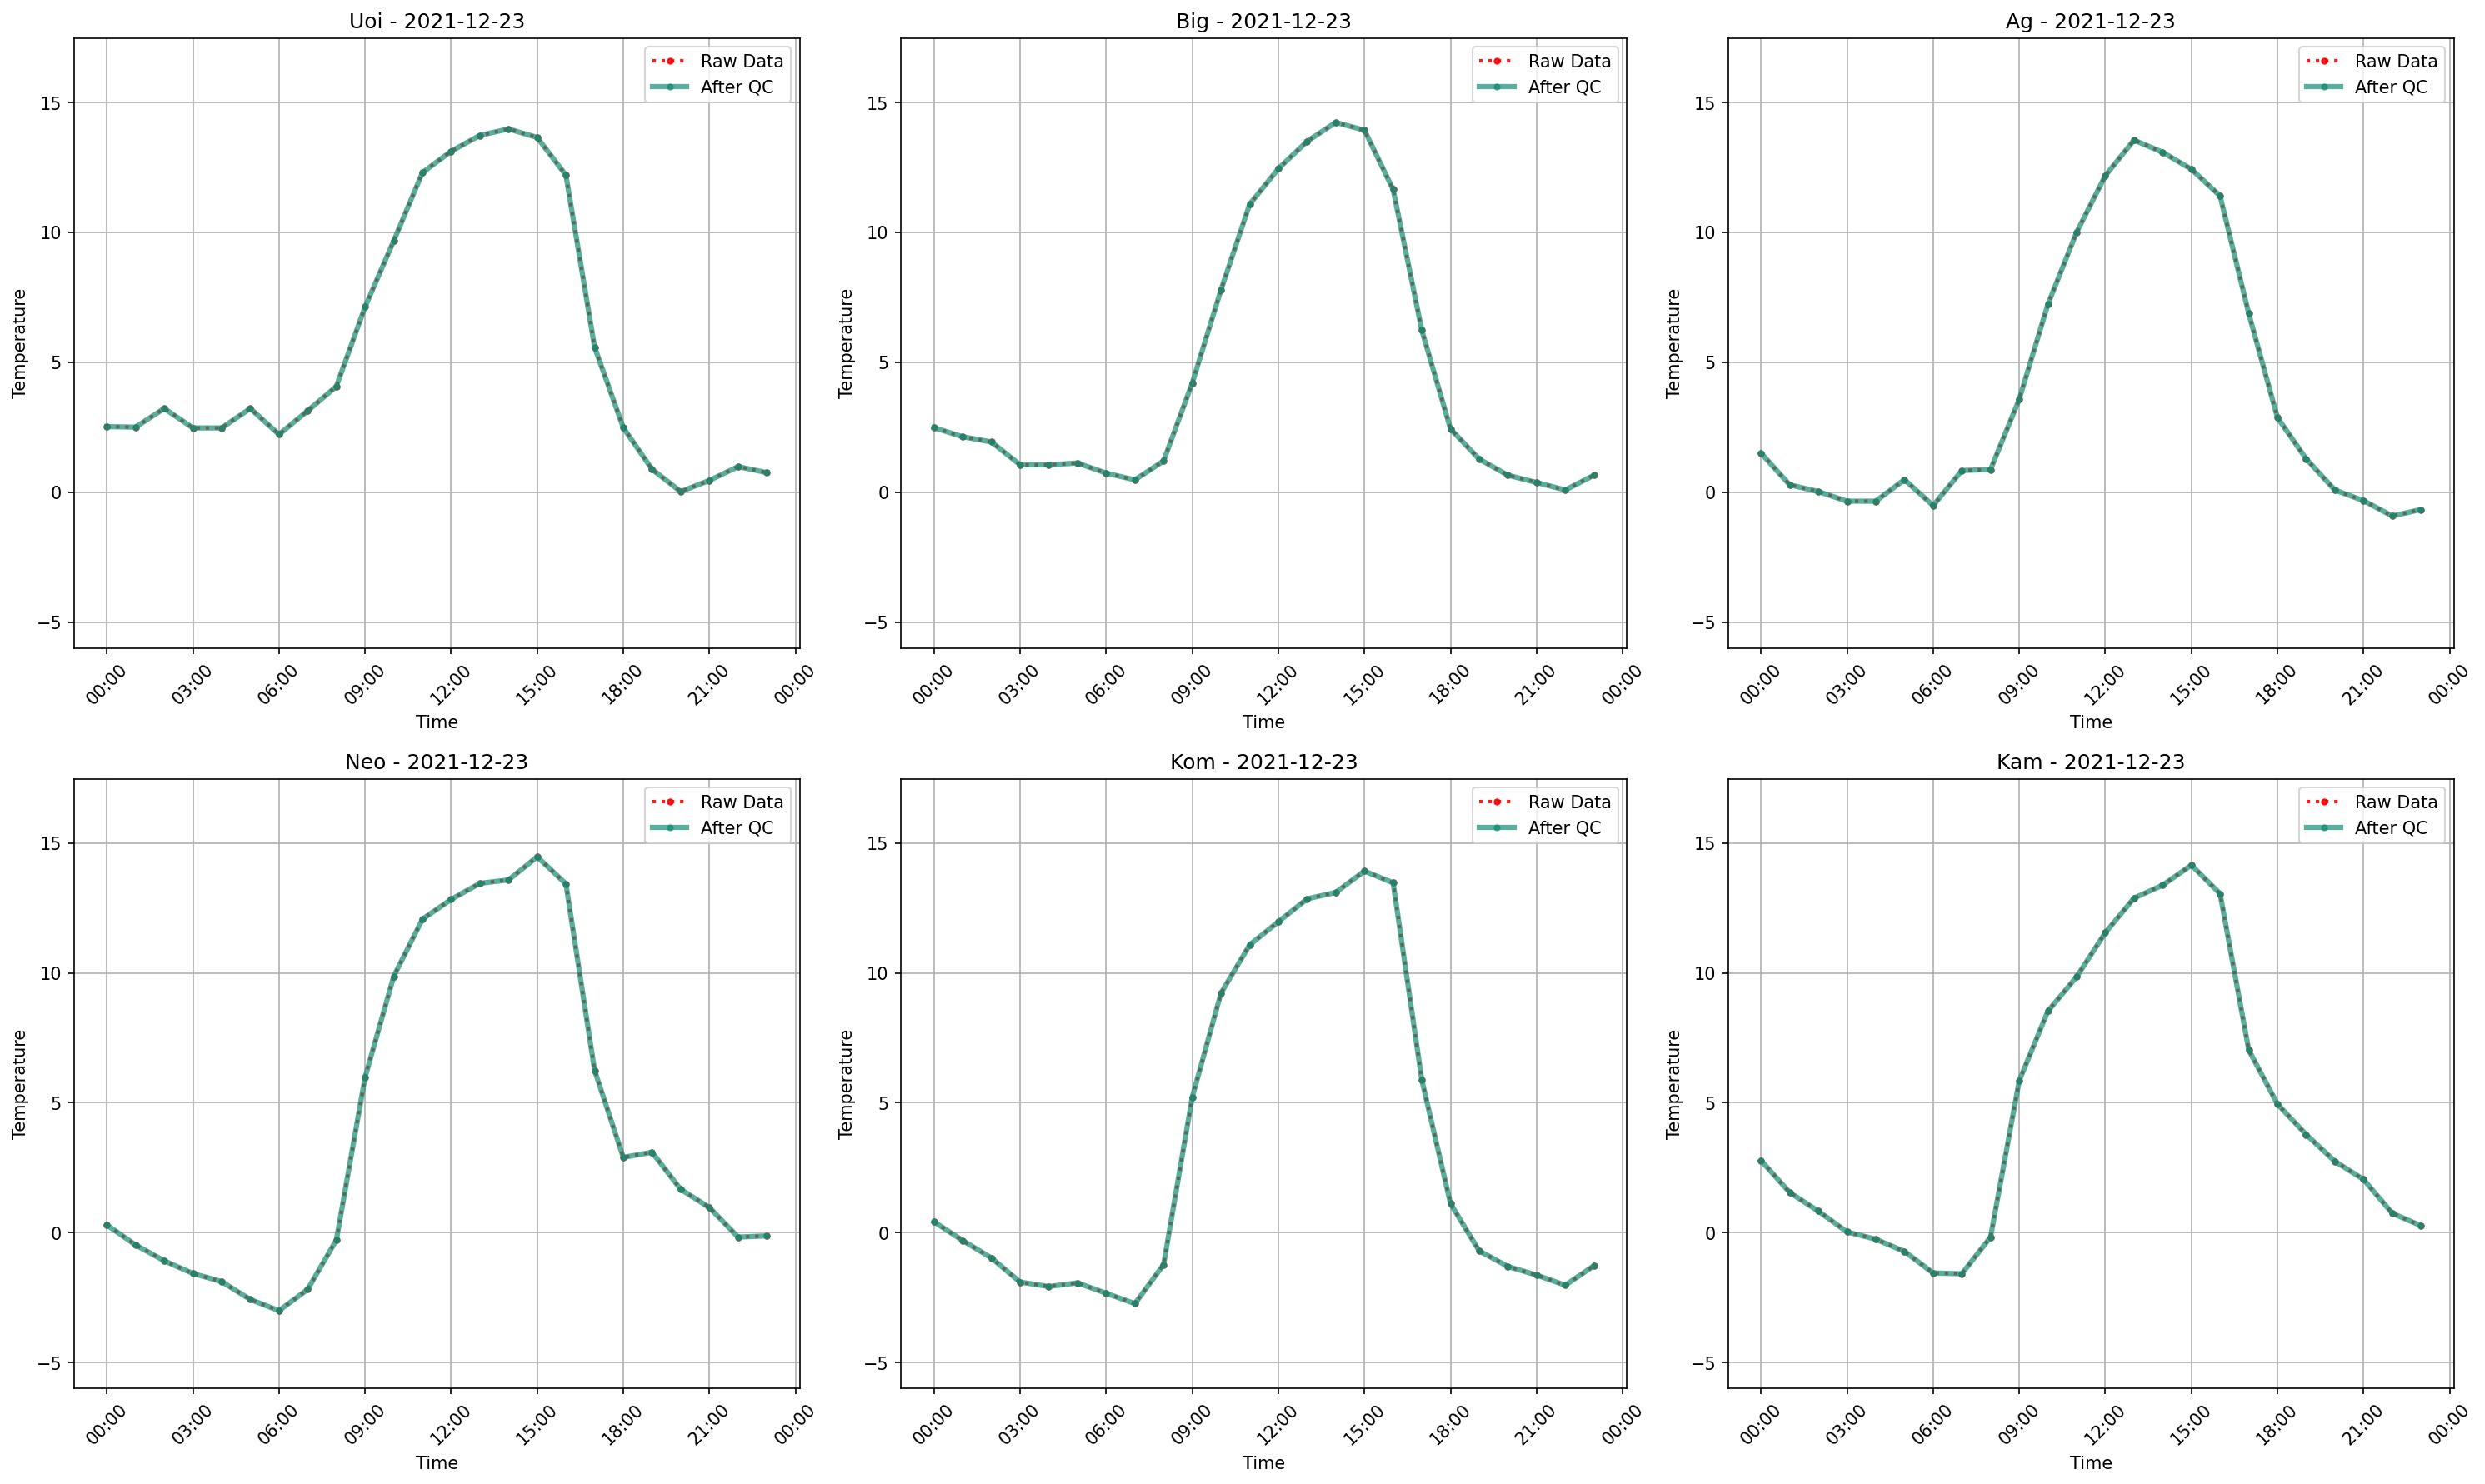 Uoi - 2021-12-23
Raw Data
After QC
15
10
5
0
−5
Temperature
00:00
03:00
06:00
09:00
12:00
15:00
18:00
21:00
00:00
Time
Big - 2021-12-23
Raw Data
After QC
15
10
5
0
−5
Temperature
00:00
03:00
06:00
09:00
12:00
15:00
18:00
21:00
00:00
Time
Ag - 2021-12-23
Raw Data
After QC
15
10
5
0
−5
Temperature
00:00
03:00
06:00
09:00
12:00
15:00
18:00
21:00
00:00
Time
Neo - 2021-12-23
Raw Data
After QC
15
10
5
0
−5
Temperature
00:00
03:00
06:00
09:00
12:00
15:00
18:00
21:00
00:00
Time
Kom - 2021-12-23
Raw Data
After QC
15
10
5
0
−5
Temperature
00:00
03:00
06:00
09:00
12:00
15:00
18:00
21:00
00:00
Time
Kam - 2021-12-23
Raw Data
After QC
15
10
5
0
−5
Temperature
00:00
03:00
06:00
09:00
12:00
15:00
18:00
21:00
00:00
Time